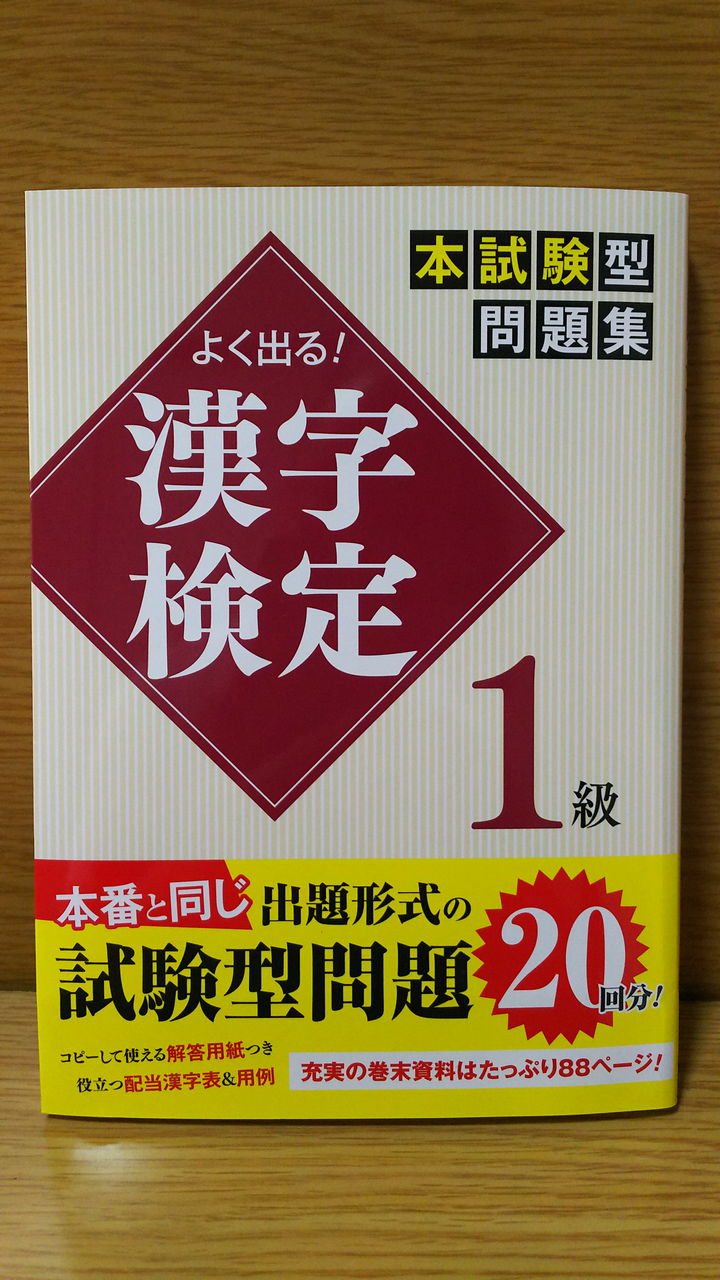 本試験型
問題集
よく出る!
漢字
検定
1級
本番と同じ出題形式の
試験型問題20回分!
コピーして使える解答用紙つき
役立つ配当漢字表&用例
充実の巻末資料はたっぷり88ページ!